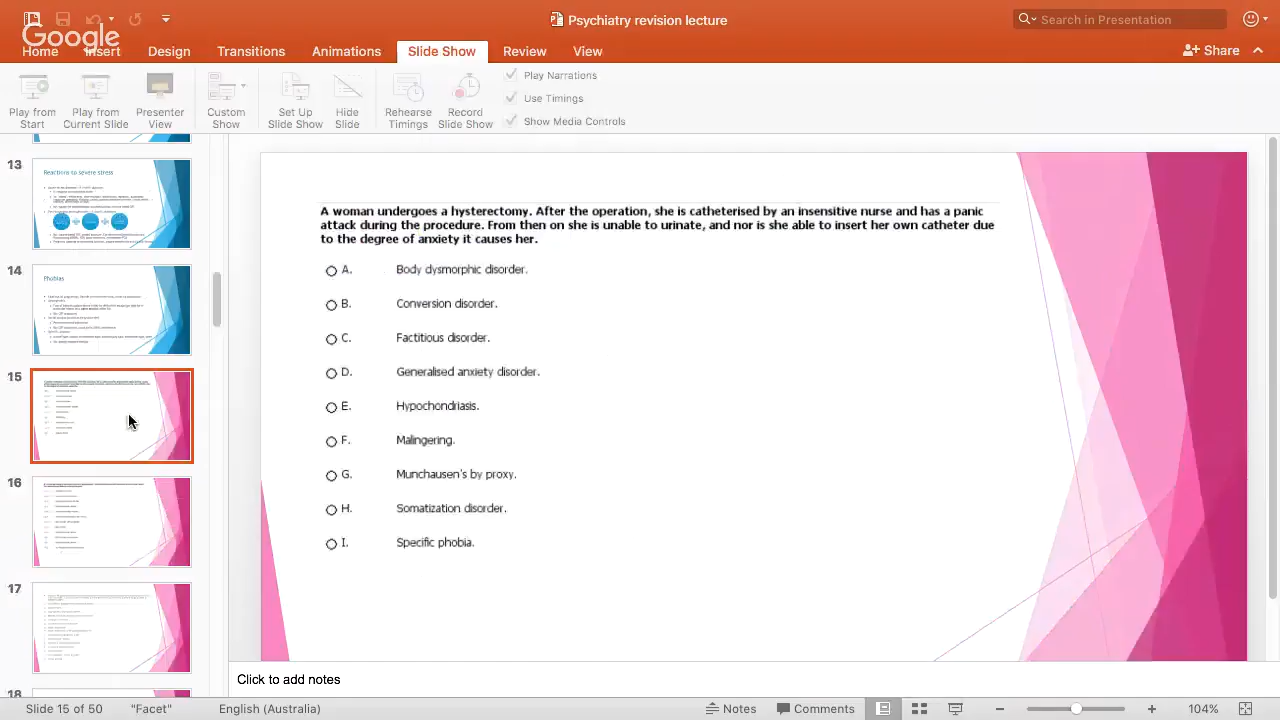 Psychiatry revision lecture
Search in Presentation
Google
Home Insert Design Transitions Animations Slide Show Review View
Share
Play from Start
Play from Current Slide
Presenter View
Custom Show
Set Up Slide Show
Hide Slide
Rehearse Timings
Record Slide Show
Play Narrations
Use Timings
Show Media Controls
13
Reactions to severe stress
14
Phobias
15
16
17
18
A woman undergoes a hysterectomy. After the operation, she is catheterised by an insensitive nurse and has a panic
attack during the procedure. From then on she is unable to urinate, and nor is she able to insert her own catheter due
to the degree of anxiety it causes her.
A. Body dysmorphic disorder.
B. Conversion disorder.
C. Factitious disorder.
D. Generalised anxiety disorder.
E. Hypochondriasis.
F. Malingering.
G. Munchausen's by proxy.
Somatization disorder.
I. Specific phobia.
Click to add notes
Slide 15 of 50 "Facet" English (Australia) Notes Comments 104%